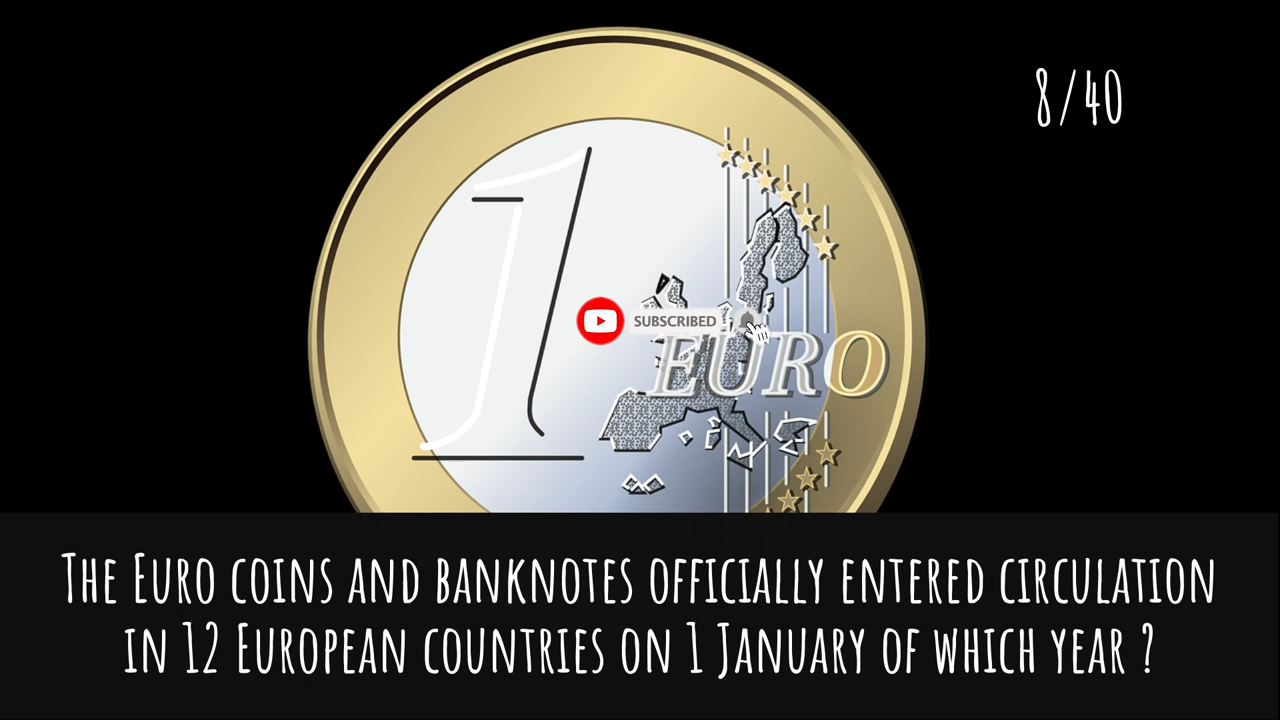 8/40
1
SUBSCRIBED
EURO
The Euro coins and banknotes officially entered circulation
in 12 European countries on 1 January of which year ?